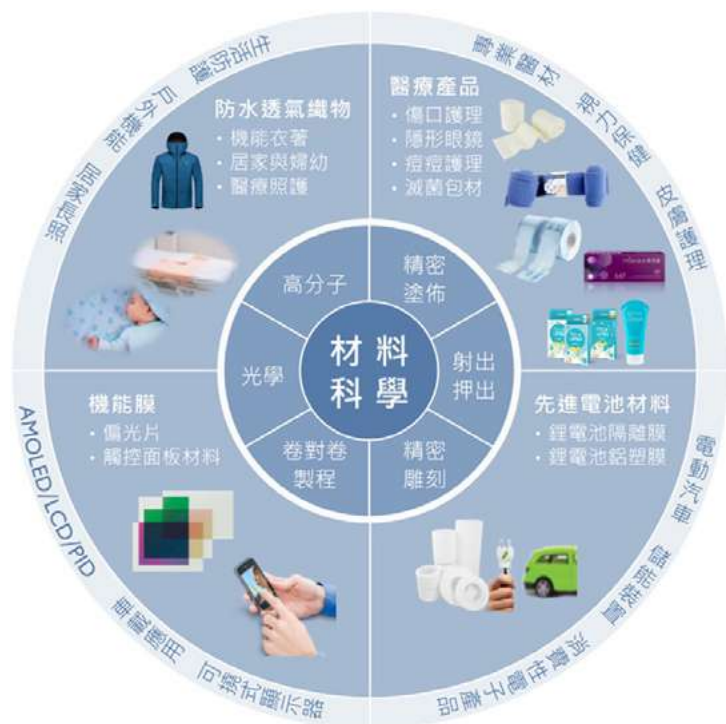 生活防護
戶外機能
居家長照
專業醫材
視力保健
皮膚護理
防水透氣織物
• 機能衣著
• 居家與婦幼
• 醫療照護
醫療產品
• 傷口護理
• 隱形眼鏡
• 痘痘護理
• 滅菌包材
高分子
精密
塗佈
光學
材料
科學
射出
押出
卷對卷
製程
精密
雕刻
機能膜
• 偏光片
• 觸控面板材料
先進電池材料
• 鋰電池隔離膜
• 鋰電池鋁塑膜
AMOLED/LCD/PID
車載應用
可撓式顯示器
電動汽車
儲能裝置
消費性電子產品